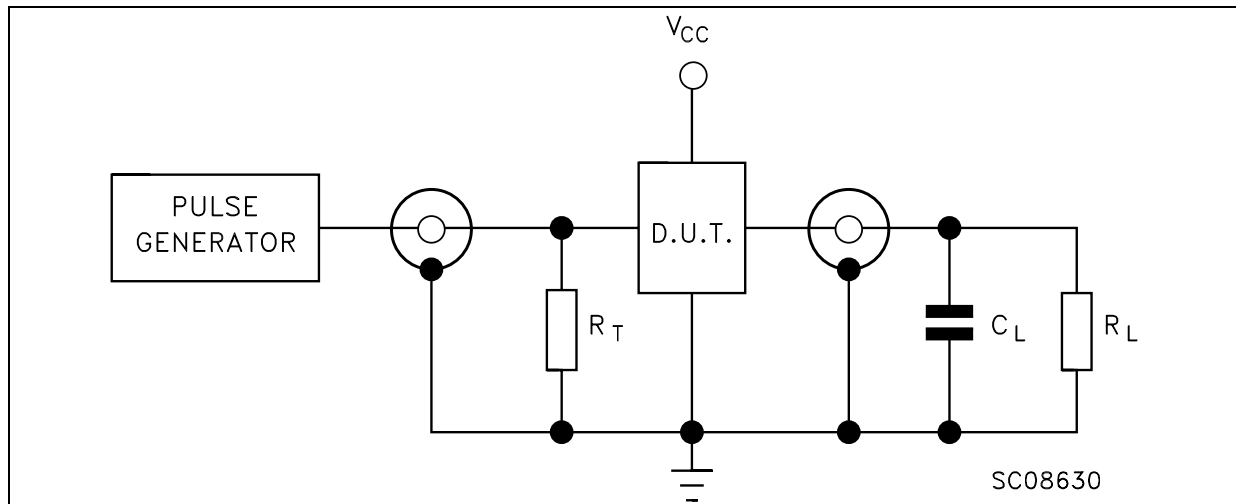 VCC
PULSE
GENERATOR
D.U.T.
RT
CL
RL
SC08630